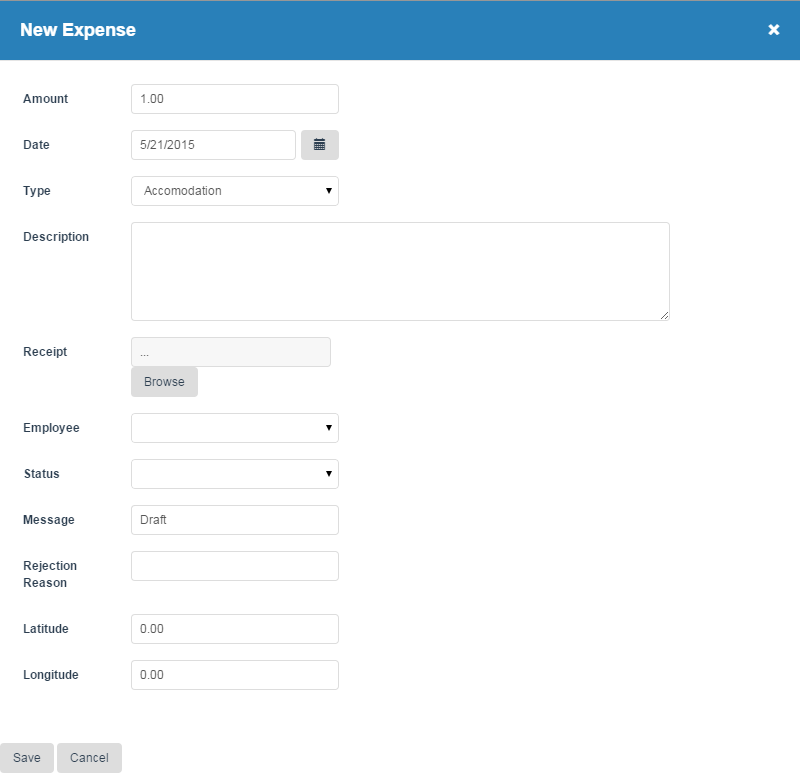 New Expense
Amount 1.00
Date 5/21/2015
Type Accomodation
Description
Receipt ...
Browse
Employee
Status
Message Draft
Rejection
Reason
Latitude 0.00
Longitude 0.00
Save Cancel